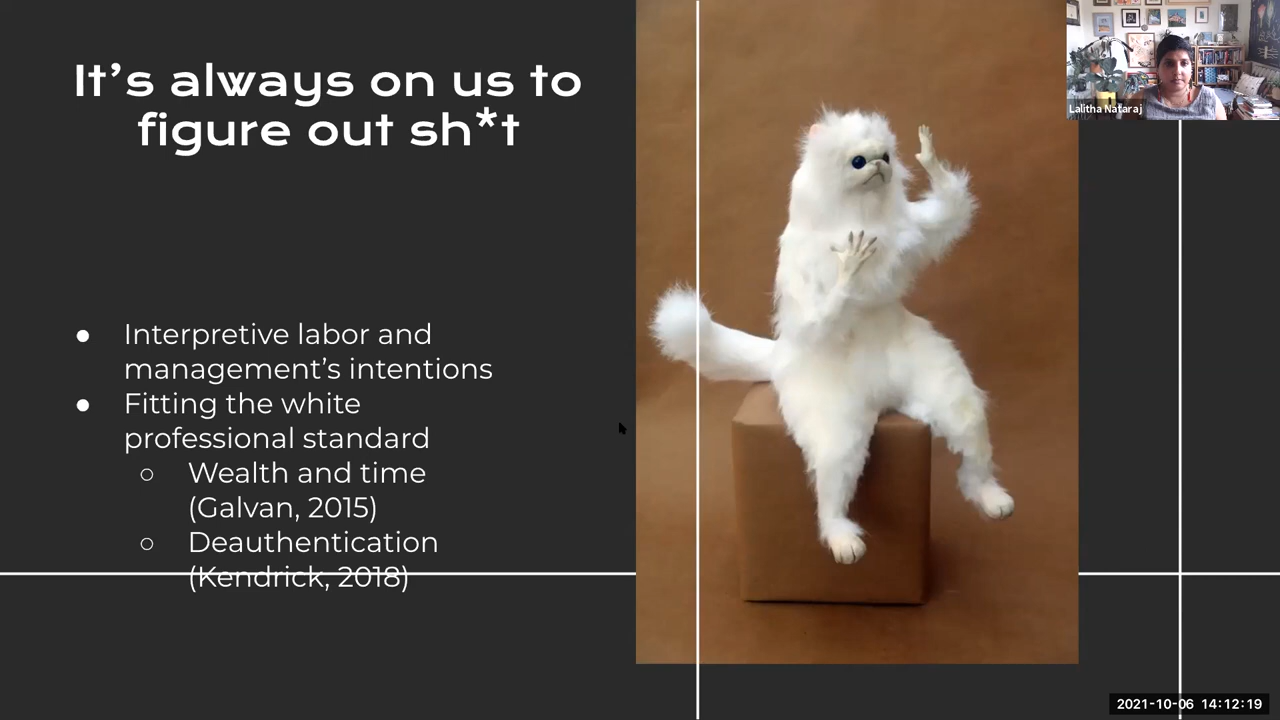 It’s always on us to
figure out sh*t
Lalitha Nataraj
● Interpretive labor and
management’s intentions
● Fitting the white
professional standard
○ Wealth and time
(Galvan, 2015)
○ Deauthentication
(Kendrick, 2018)
2021-10-06 14:12:19